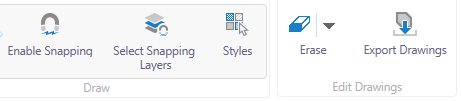 Enable Snapping
Select Snapping
Layers
Styles
Draw
Erase
Export Drawings
Edit Drawings